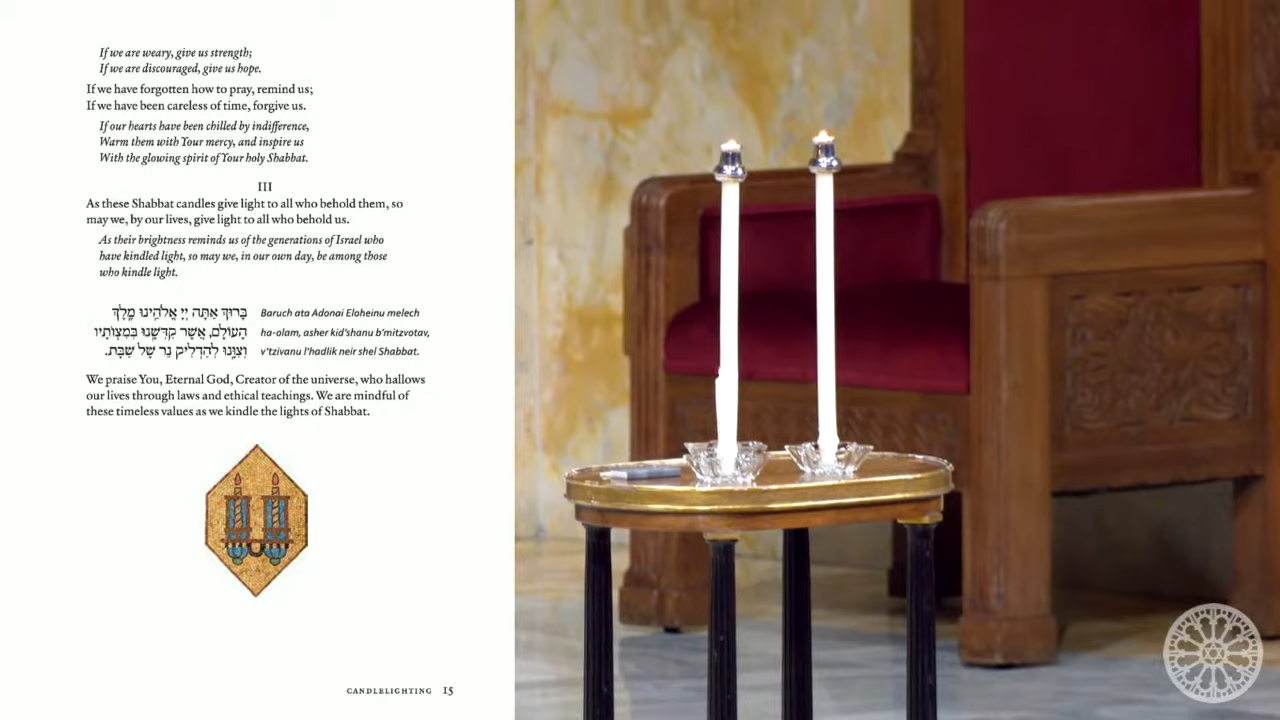 If we are weary, give us strength;
If we are discouraged, give us hope.
If we have forgotten how to pray, remind us;
If we have been careless of time, forgive us.
If our hearts have been chilled by indifference,
Warm them with Your mercy, and inspire us
With the glowing spirit of Your holy Shabbat.
III
As these Shabbat candles give light to all who behold them, so
may we, by our lives, give light to all who behold us.
As their brightness reminds us of the generations of Israel who
have kindled light, so may we, in our own day, be among those
who kindle light.
בָּרוּךְ אַתָּה יְיָ אֱלֹהֵֽינוּ מֶֽלֶךְ
הָעוֹלָם, אֲשֶׁר קִדְּשָֽׁנוּ בְּמִצְוֹתָיו
וְצִוָּֽנוּ לְהַדְלִיק נֵר שֶׁל שַׁבָּת.
Baruch ata Adonai Eloheinu melech
ha-olam, asher kid'shanu b'mitzvotav,
v'tzivanu l'hadlik neir shel Shabbat.
We praise You, Eternal God, Creator of the universe, who hallows
our lives through laws and ethical teachings. We are mindful of
these timeless values as we kindle the lights of Shabbat.
CANDLELIGHTING 15